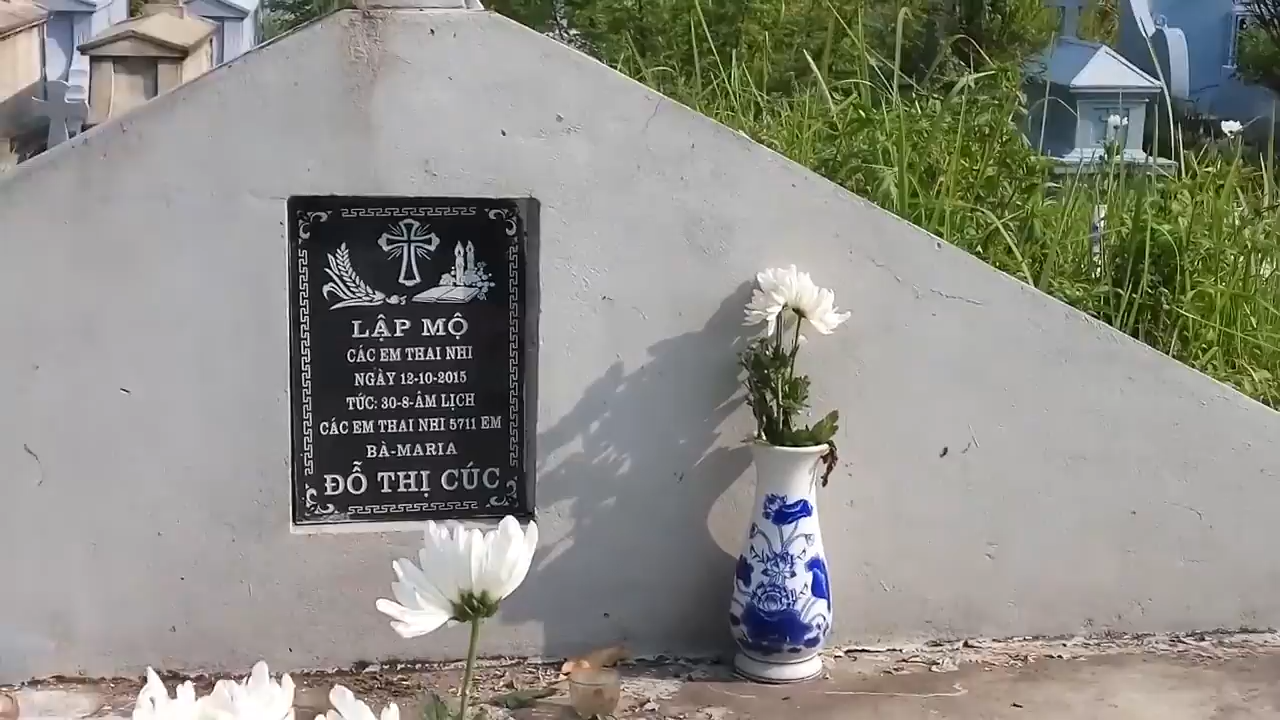 LẬP MỘ
CÁC EM THAI NHI
NGÀY 12-10-2015
TỨC: 30-8-ÂM LỊCH
CÁC EM THAI NHI 5711 EM
BÀ-MARIA
ĐỖ THỊ CÚC